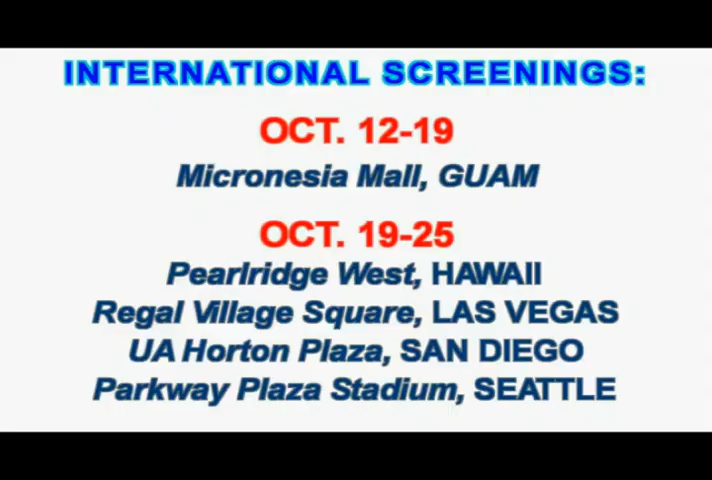 INTERNATIONAL SCREENINGS:
OCT. 12-19
Micronesia Mall, GUAM
OCT. 19-25
Pearlridge West, HAWAII
Regal Village Square, LAS VEGAS
UA Horton Plaza, SAN DIEGO
Parkway Plaza Stadium, SEATTLE